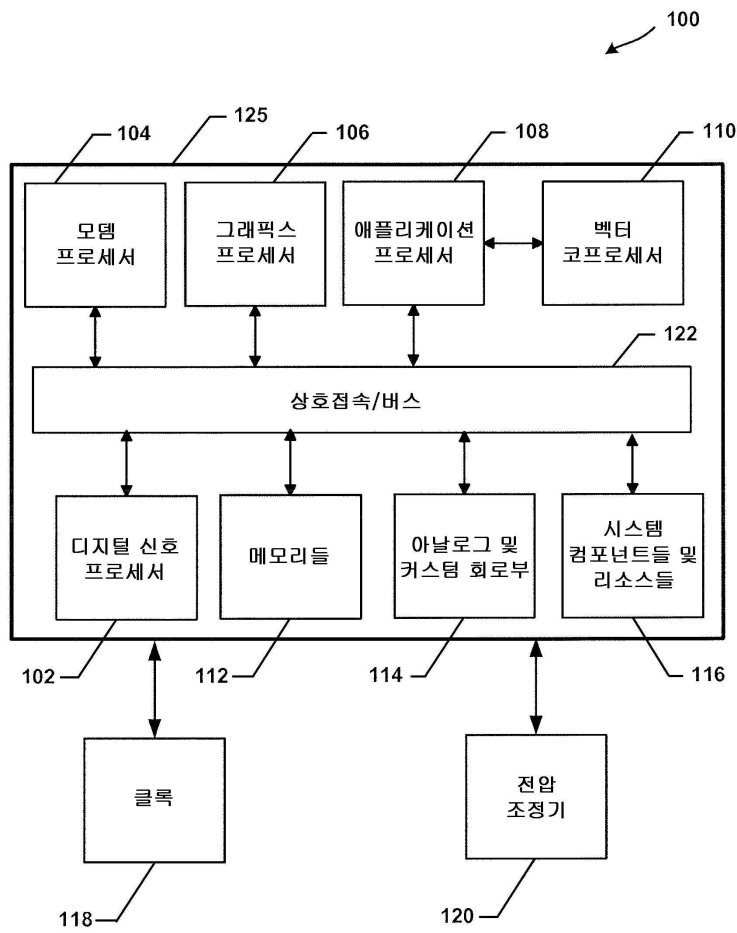 100
104
125
106
108
110
모뎀
프로세서
그래픽스
프로세서
애플리케이션
프로세서
벡터
코프로세서
122
상호접속/버스
디지털 신호
프로세서
메모리들
아날로그 및
커스텀 회로부
시스템
컴포넌트들 및
리소스들
102
112
114
116
클록
전압
조정기
118
120